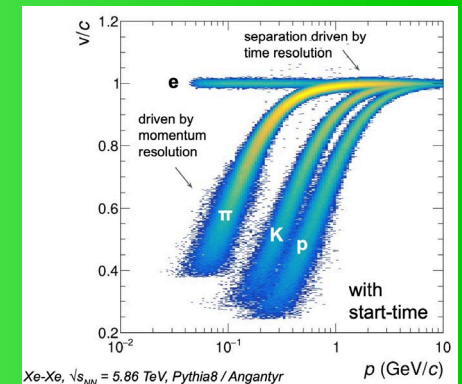 v/c
1.2
separation driven by
time resolution
e
1
driven by
momentum
resolution
0.8
π
0.6
K
p
0.4
with
start-time
0.2
10⁻² 10⁻¹ 1 10
Xe-Xe, √sNN = 5.86 TeV, Pythia8 / Angantyr
p (GeV/c)